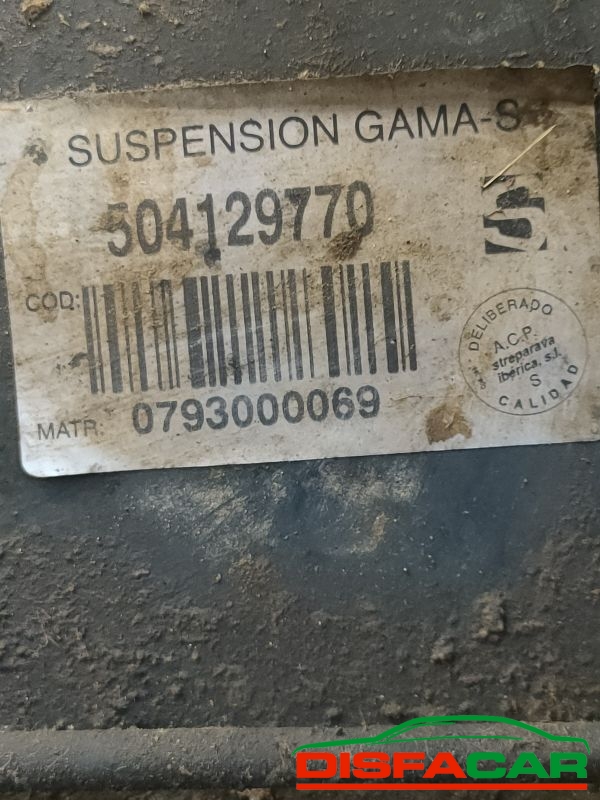 SUSPENSION GAMA-S
504129770
COD:
MATR: 0793000069
DELIBERADO
A.C.P.
streparava
ibérica, s.l.
S
CALIDAD
DISFACAR